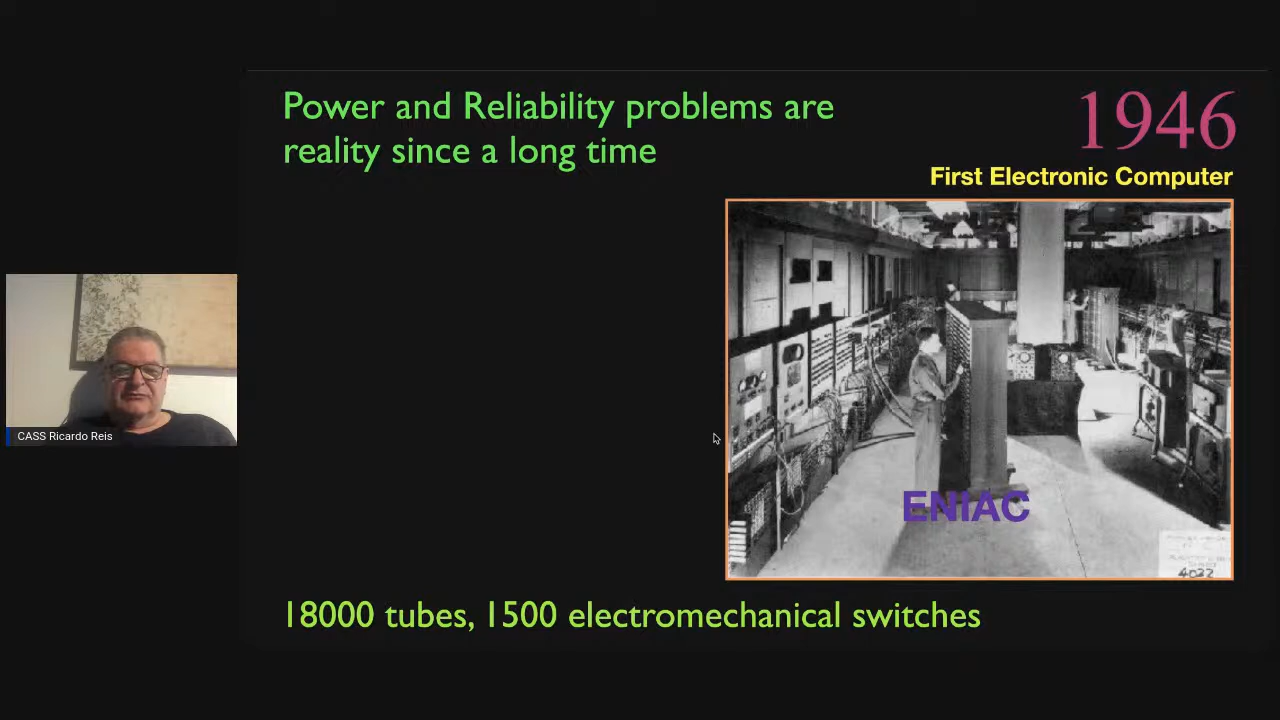 Power and Reliability problems are
reality since a long time
1946
First Electronic Computer
CASS Ricardo Reis
ENIAC
4032
18000 tubes, 1500 electromechanical switches